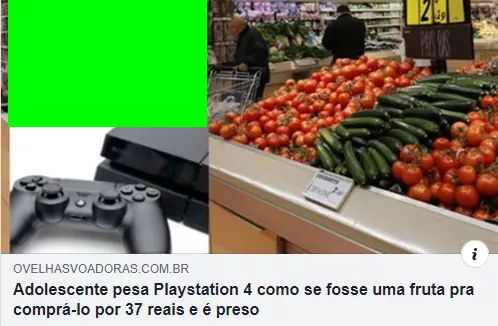 OVELHASVOADORAS.COM.BR
Adolescente pesa Playstation 4 como se fosse uma fruta pra
comprá-lo por 37 reais e é preso